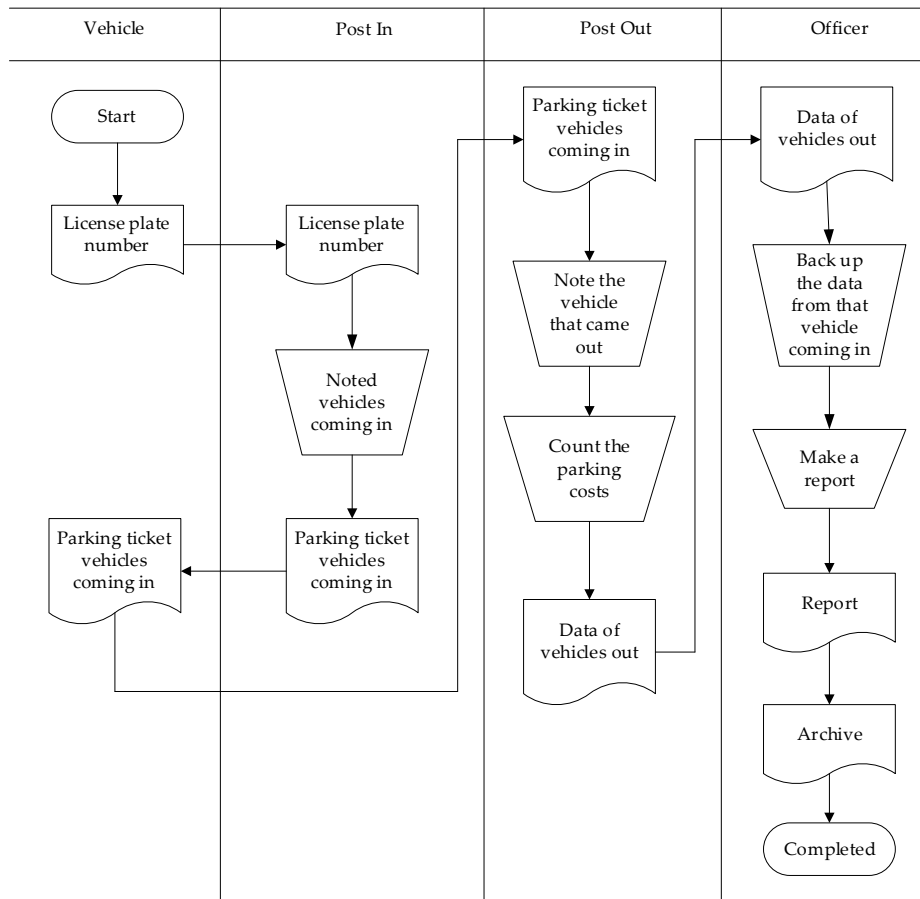 Vehicle
Post In
Post Out
Officer
Start
License plate
number
License plate
number
Noted
vehicles
coming in
Parking ticket
vehicles
coming in
Parking ticket
vehicles
coming in
Parking ticket
vehicles
coming in
Note the
vehicle
that came
out
Count the
parking
costs
Data of
vehicles out
Data of
vehicles out
Back up
the data
from that
vehicle
coming in
Make a
report
Report
Archive
Completed